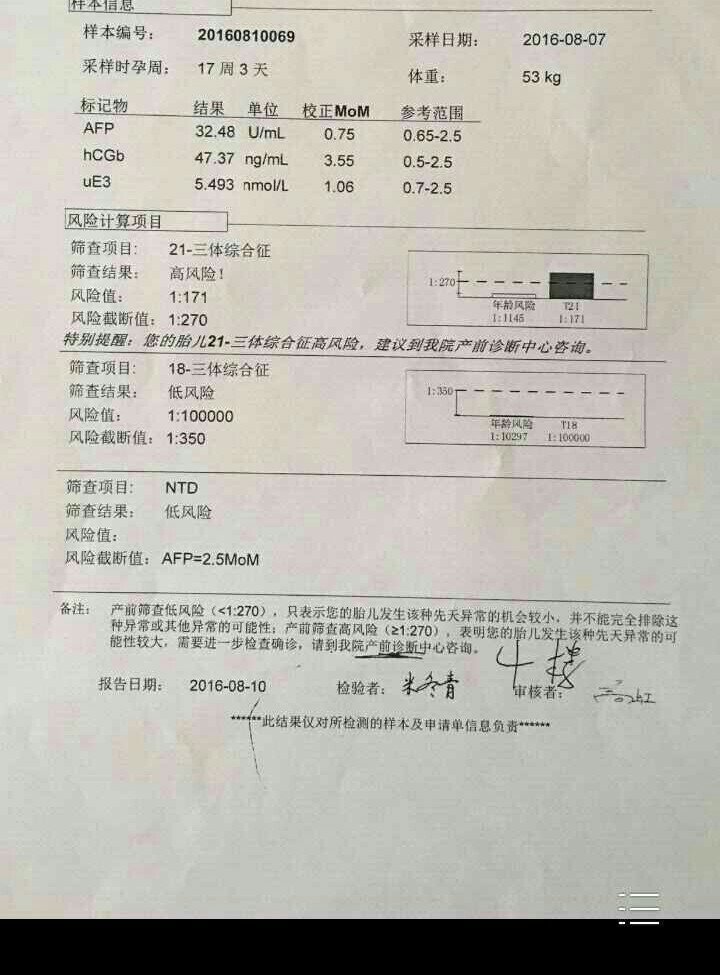 样本信息
样本编号： 20160810069 采样日期： 2016-08-07
采样时孕周： 17 周 3 天 体重： 53 kg
标记物 结果 单位 校正MoM 参考范围
AFP 32.48 U/mL 0.75 0.65-2.5
hCGb 47.37 ng/mL 3.55 0.5-2.5
uE3 5.493 nmol/L 1.06 0.7-2.5
风险计算项目
筛查项目： 21-三体综合征
筛查结果： 高风险！
风险值： 1:171
风险截断值： 1:270
1:270
年龄风险 T21
1:1145 1:171
特别提醒：您的胎儿21-三体综合征高风险，建议到我院产前诊断中心咨询。
筛查项目： 18-三体综合征
筛查结果： 低风险
风险值： 1:100000
风险截断值： 1:350
1:350
年龄风险 T18
1:10297 1:100000
筛查项目： NTD
筛查结果： 低风险
风险值：
风险截断值： AFP=2.5MoM
备注： 产前筛查低风险（<1:270），只表示您的胎儿发生该种先天异常的机会较小，并不能完全排除这
种异常或其他异常的可能性；产前筛查高风险（≥1:270），表明您的胎儿发生该种先天异常的可
能性较大，需要进一步检查确诊，请到我院产前诊断中心咨询。
报告日期： 2016-08-10 检验者： 米冬青 审核者：
******此结果仅对所检测的样本及申请单信息负责******